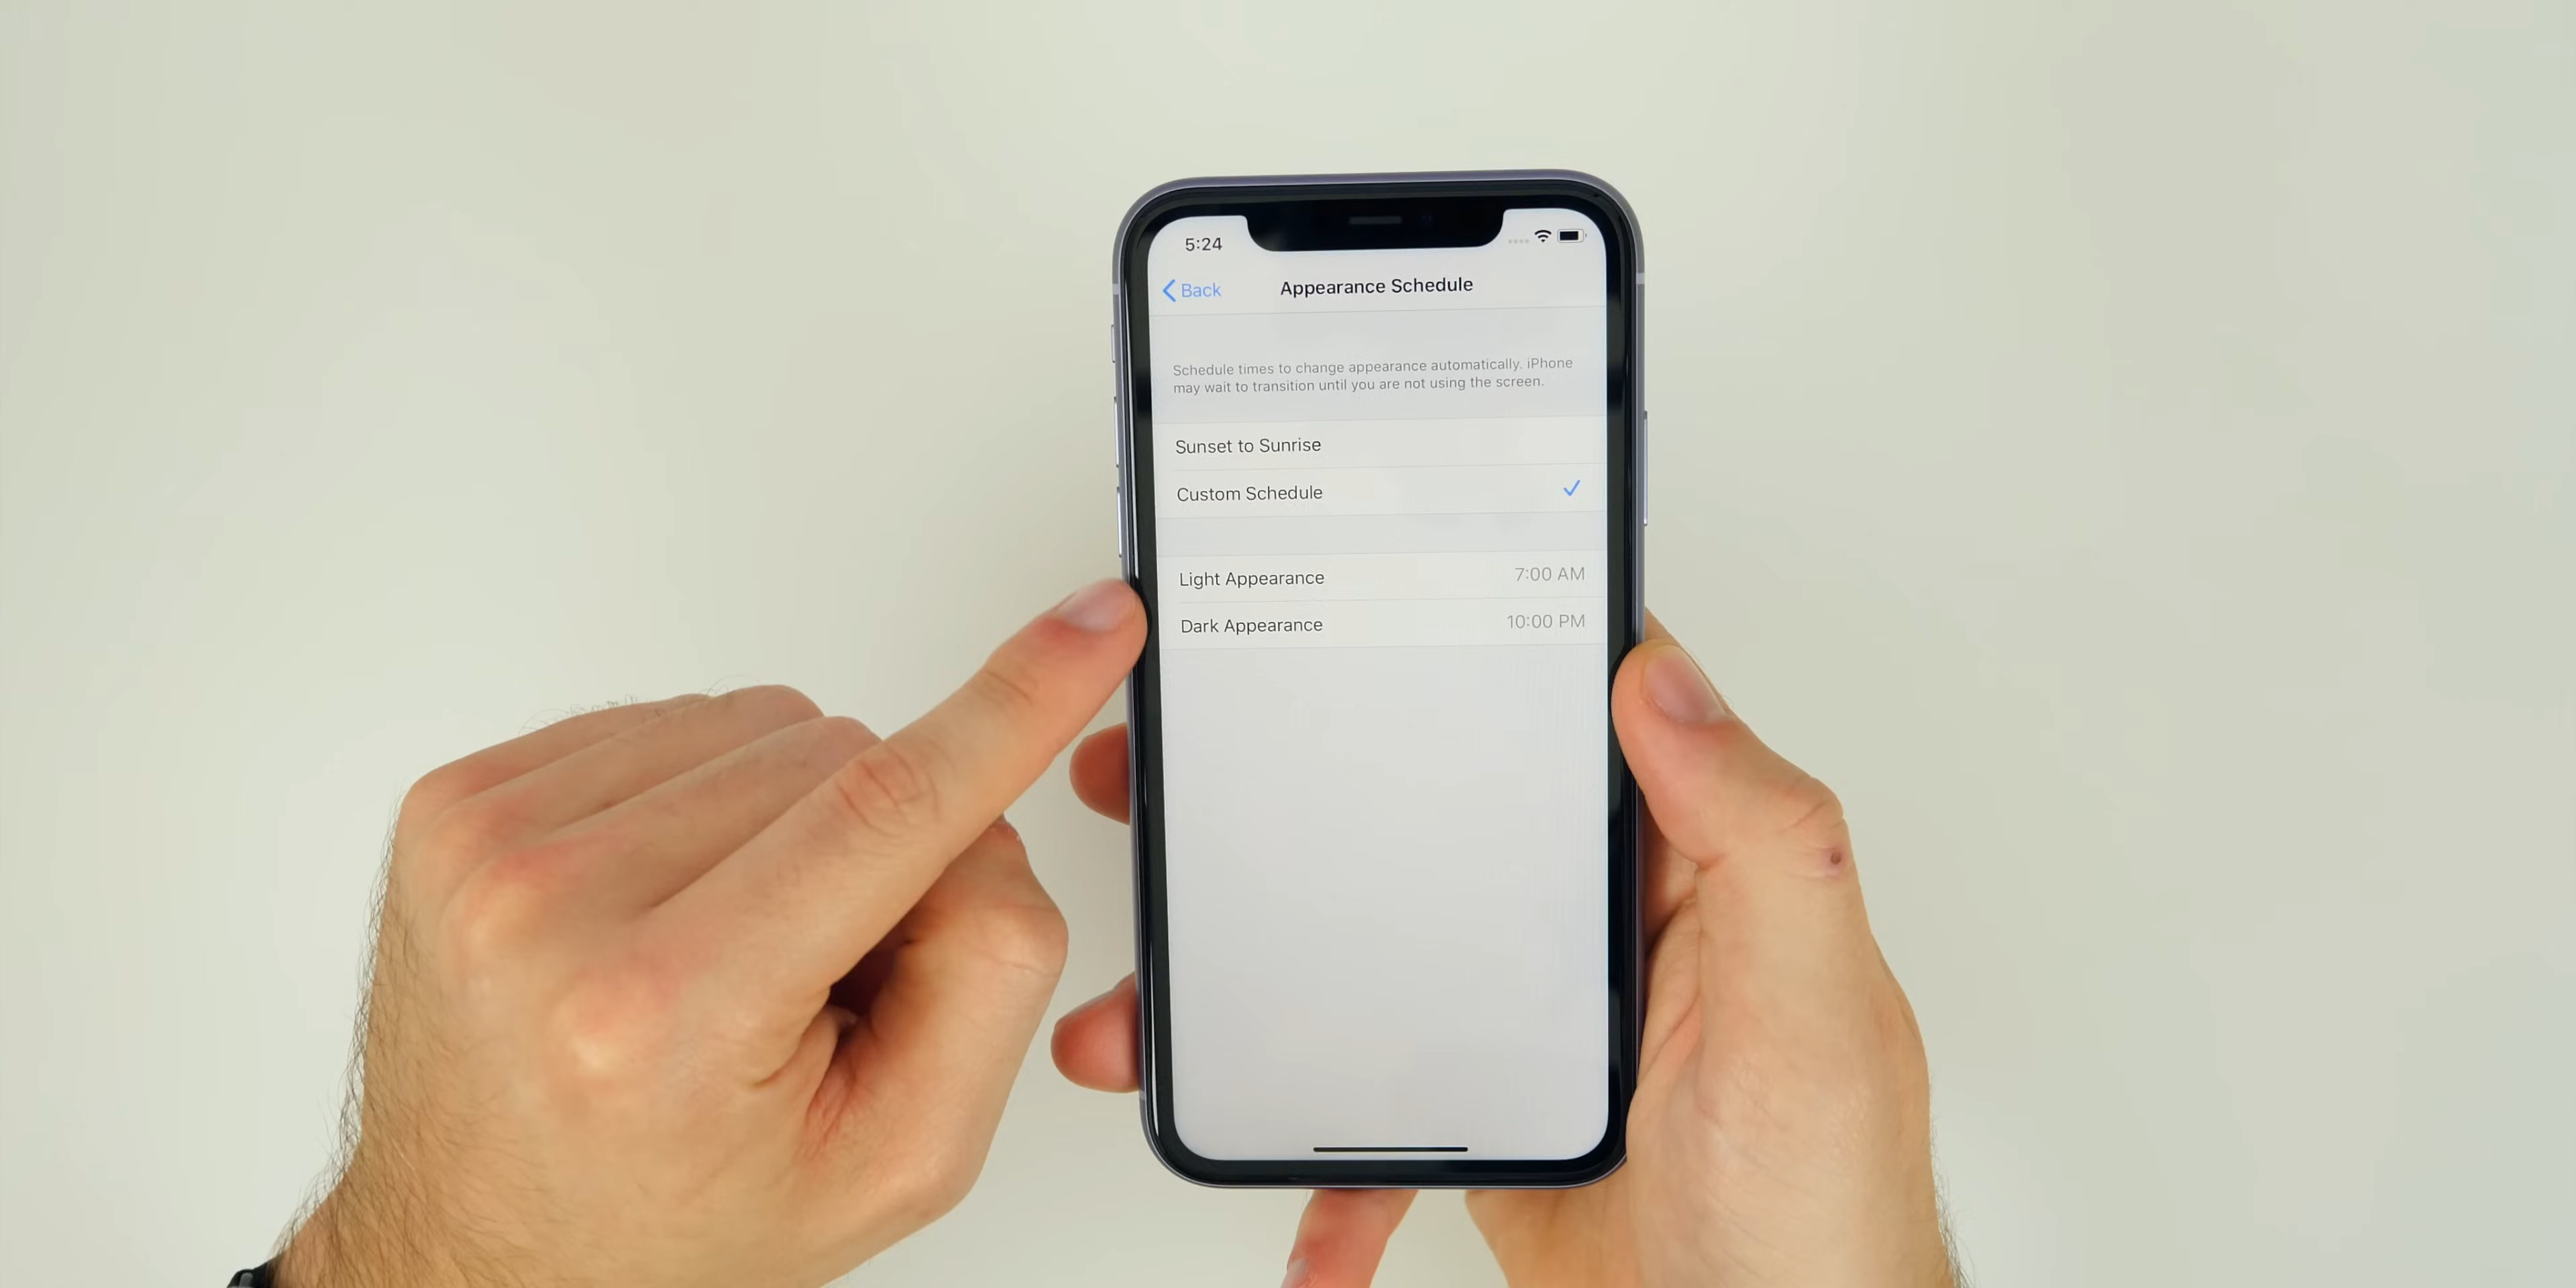 5:24
Back
Appearance Schedule
Schedule times to change appearance automatically. iPhone
may wait to transition until you are not using the screen.
Sunset to Sunrise
Custom Schedule
Light Appearance 7:00 AM
Dark Appearance 10:00 PM